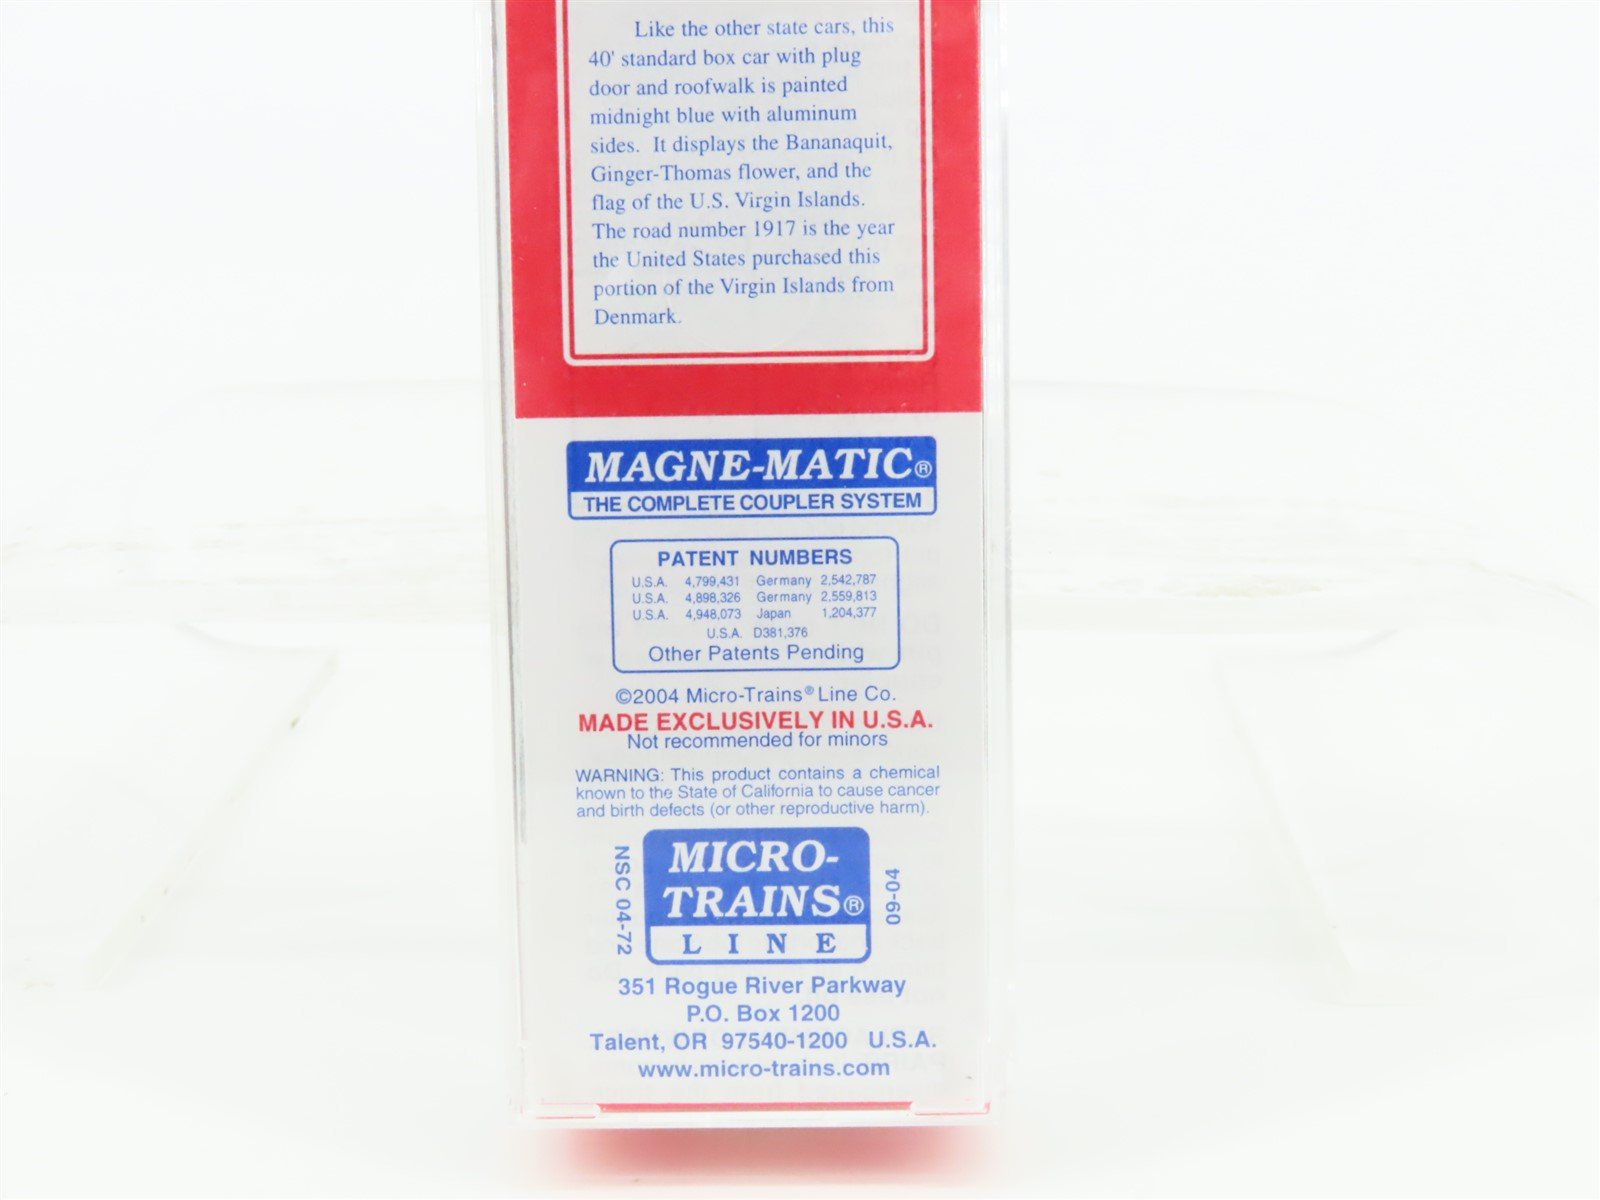 Like the other state cars, this
40' standard box car with plug
door and roofwalk is painted
midnight blue with aluminum
sides. It displays the Bananaquit,
Ginger-Thomas flower, and the
flag of the U.S. Virgin Islands.
The road number 1917 is the year
the United States purchased this
portion of the Virgin Islands from
Denmark.
MAGNE-MATIC®
THE COMPLETE COUPLER SYSTEM
PATENT NUMBERS
U.S.A. 4,799,431 Germany 2,542,787
U.S.A. 4,898,326 Germany 2,559,813
U.S.A. 4,948,073 Japan 1,204,377
U.S.A. D381,376
Other Patents Pending
©2004 Micro-Trains® Line Co.
MADE EXCLUSIVELY IN U.S.A.
Not recommended for minors
WARNING: This product contains a chemical
known to the State of California to cause cancer
and birth defects (or other reproductive harm).
NSC 04-72
MICRO-
TRAINS®
LINE
09-04
351 Rogue River Parkway
P.O. Box 1200
Talent, OR 97540-1200 U.S.A.
www.micro-trains.com